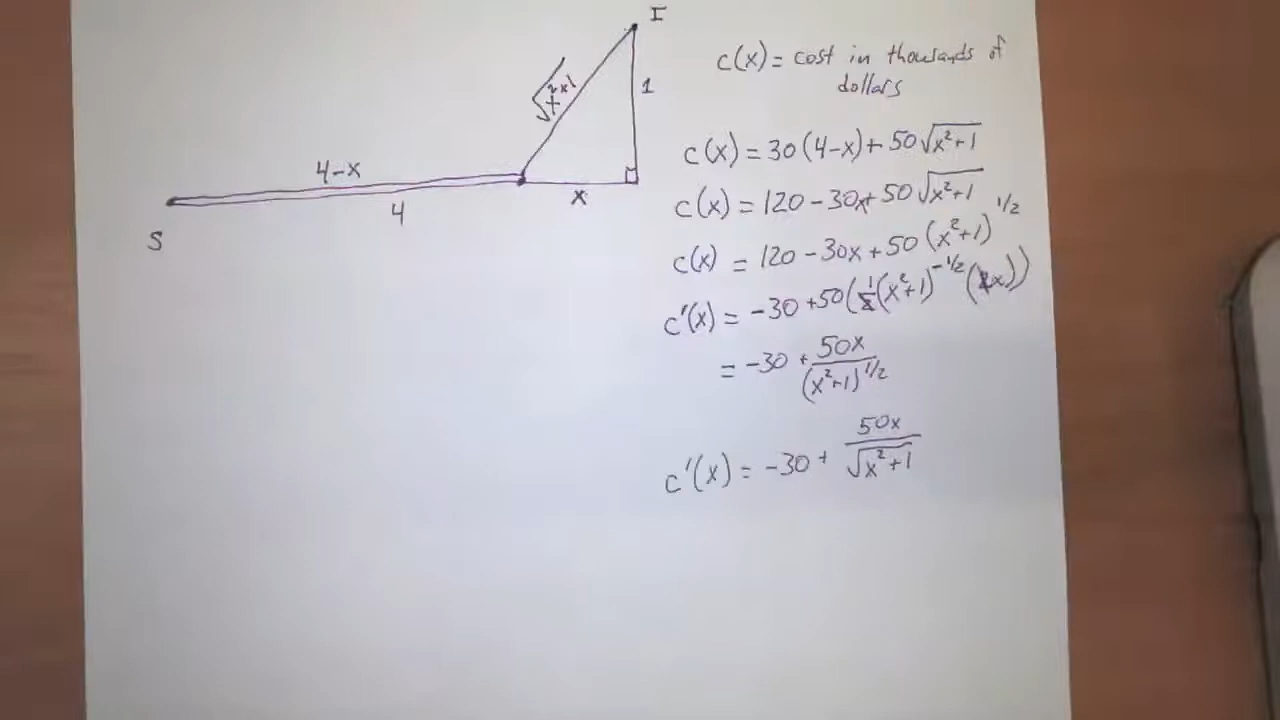 I
√x²+1
1
4-x
4
x
S
c(x) = cost in thousands of
dollars
c(x) = 30(4-x) + 50√x²+1
c(x) = 120 - 30x + 50√x²+1
c(x) = 120 - 30x + 50(x²+1)^1/2
c'(x) = -30 + 50(1/2(x²+1)^-1/2(2x))
= -30 + 50x/(x²+1)^1/2
c'(x) = -30 + 50x/√x²+1